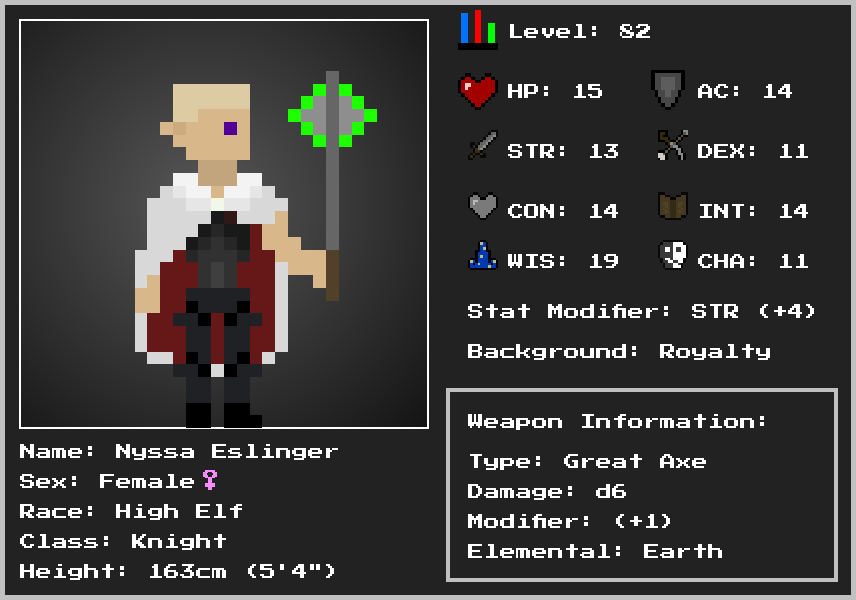 Level: 82
HP: 15 AC: 14
STR: 13 DEX: 11
CON: 14 INT: 14
WIS: 19 CHA: 11
Stat Modifier: STR (+4)
Background: Royalty
Weapon Information:
Type: Great Axe
Damage: d6
Modifier: (+1)
Elemental: Earth
Name: Nyssa Eslinger
Sex: Female♀
Race: High Elf
Class: Knight
Height: 163cm (5'4")